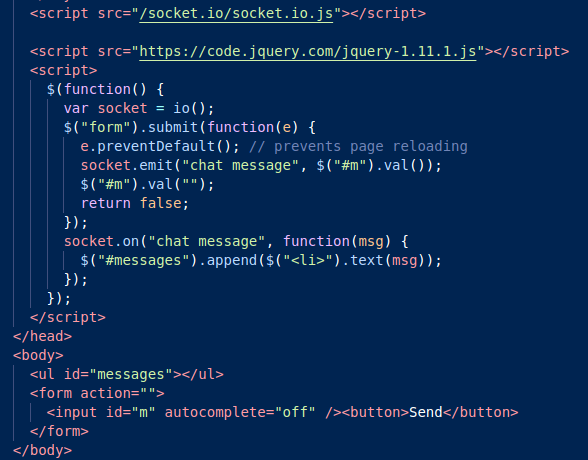 <script src="/socket.io/socket.io.js"></script>
<script src="https://code.jquery.com/jquery-1.11.1.js"></script>
<script>
$(function() {
var socket = io();
$("form").submit(function(e) {
e.preventDefault(); // prevents page reloading
socket.emit("chat message", $("#m").val());
$("#m").val("");
return false;
});
socket.on("chat message", function(msg) {
$("#messages").append($("<li>").text(msg));
});
});
</script>
</head>
<body>
<ul id="messages"></ul>
<form action="">
<input id="m" autocomplete="off" /><button>Send</button>
</form>
</body>